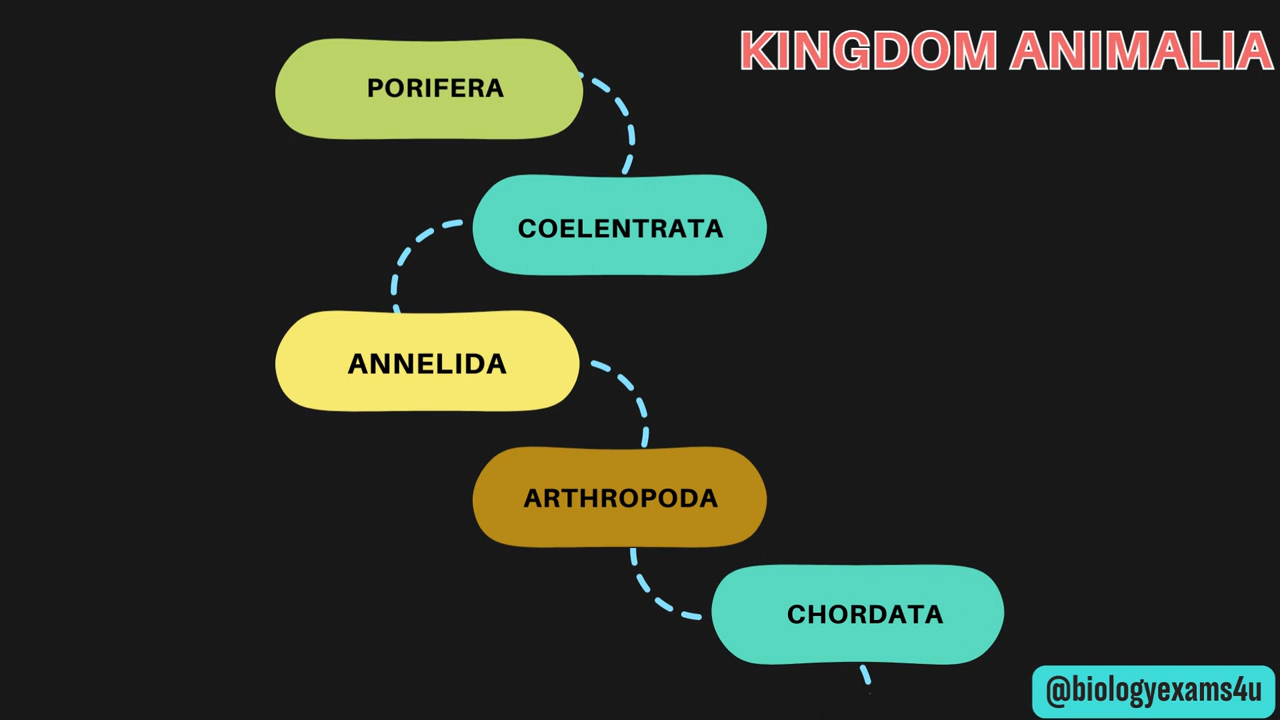 KINGDOM ANIMALIA
PORIFERA
COELENTRATA
ANNELIDA
ARTHROPODA
CHORDATA
@biologyexams4u